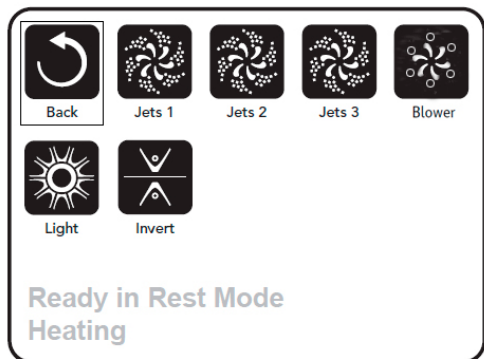 Back Jets 1 Jets 2 Jets 3 Blower
Light Invert
Ready in Rest Mode
Heating